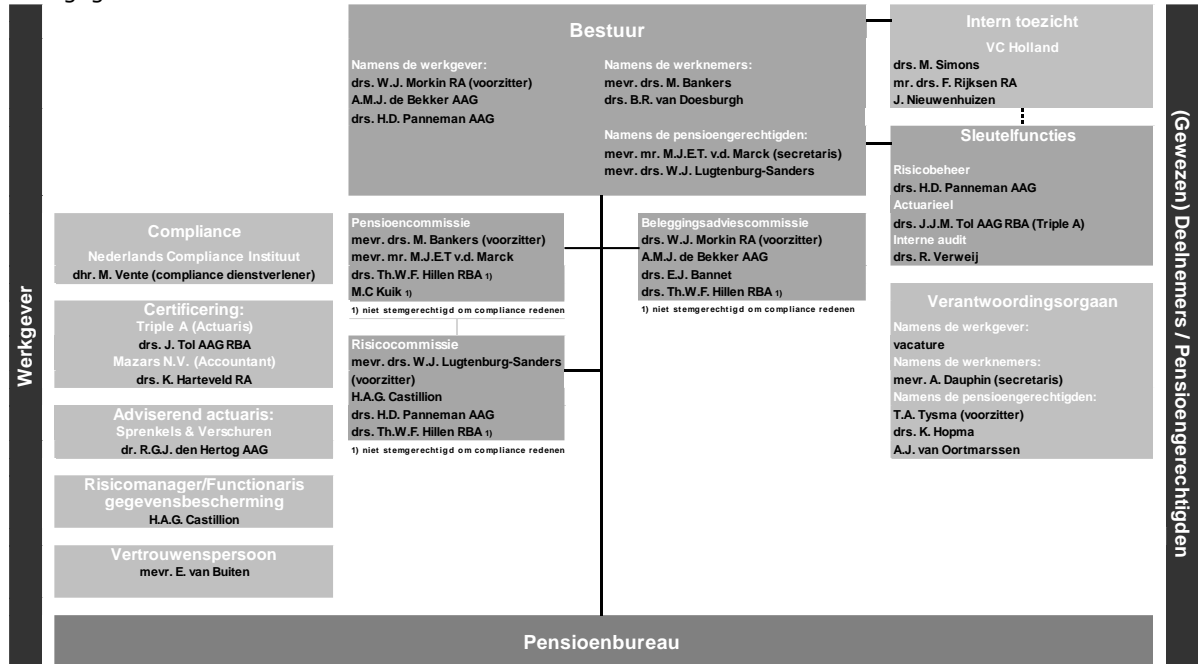 Werkgever
Bestuur
Namens de werkgever:
drs. W.J. Morkin RA (voorzitter)
A.M.J. de Bekker AAG
drs. H.D. Panneman AAG
Namens de werknemers:
mevr. drs. M. Bankers
drs. B.R. van Doesburgh
Namens de pensioengerechtigden:
mevr. mr. M.J.E.T. v.d. Marck (secretaris)
mevr. drs. W.J. Lugtenburg-Sanders
Intern toezicht
VC Holland
drs. M. Simons
mr. drs. F. Rijksen RA
J. Nieuwenhuizen
Sleutelfuncties
Risicobeheer
drs. H.D. Panneman AAG
Actuarieel
drs. J.J.M. Tol AAG RBA (Triple A)
Interne audit
drs. R. Verweij
Compliance
Nederlands Compliance Instituut
dhr. M. Vente (compliance dienstverlener)
Certificering:
Triple A (Actuaris)
drs. J. Tol AAG RBA
Mazars N.V. (Accountant)
drs. K. Harteveld RA
Adviserend actuaris:
Sprenkels & Verschuren
dr. R.G.J. den Hertog AAG
Risicomanager/Functionaris
gegevensbescherming
H.A.G. Castillion
Vertrouwenspersoon
mevr. E. van Buiten
Pensioencommissie
mevr. drs. M. Bankers (voorzitter)
mevr. mr. M.J.E.T v.d. Marck
drs. Th.W.F. Hillen RBA 1)
M.C Kuik 1)
1) niet stemgerechtigd om compliance redenen
Risicocommissie
mevr. drs. W.J. Lugtenburg-Sanders
(voorzitter)
H.A.G. Castillion
drs. H.D. Panneman AAG
drs. Th.W.F. Hillen RBA 1)
1) niet stemgerechtigd om compliance redenen
Beleggingsadviescommissie
drs. W.J. Morkin RA (voorzitter)
A.M.J. de Bekker AAG
drs. E.J. Bannet
drs. Th.W.F. Hillen RBA 1)
1) niet stemgerechtigd om compliance redenen
Verantwoordingsorgaan
Namens de werkgever:
vacature
Namens de werknemers:
mevr. A. Dauphin (secretaris)
Namens de pensioengerechtigden:
T.A. Tysma (voorzitter)
drs. K. Hopma
A.J. van Oortmarssen
(Gewezen) Deelnemers / Pensioengerechtigden
Pensioenbureau